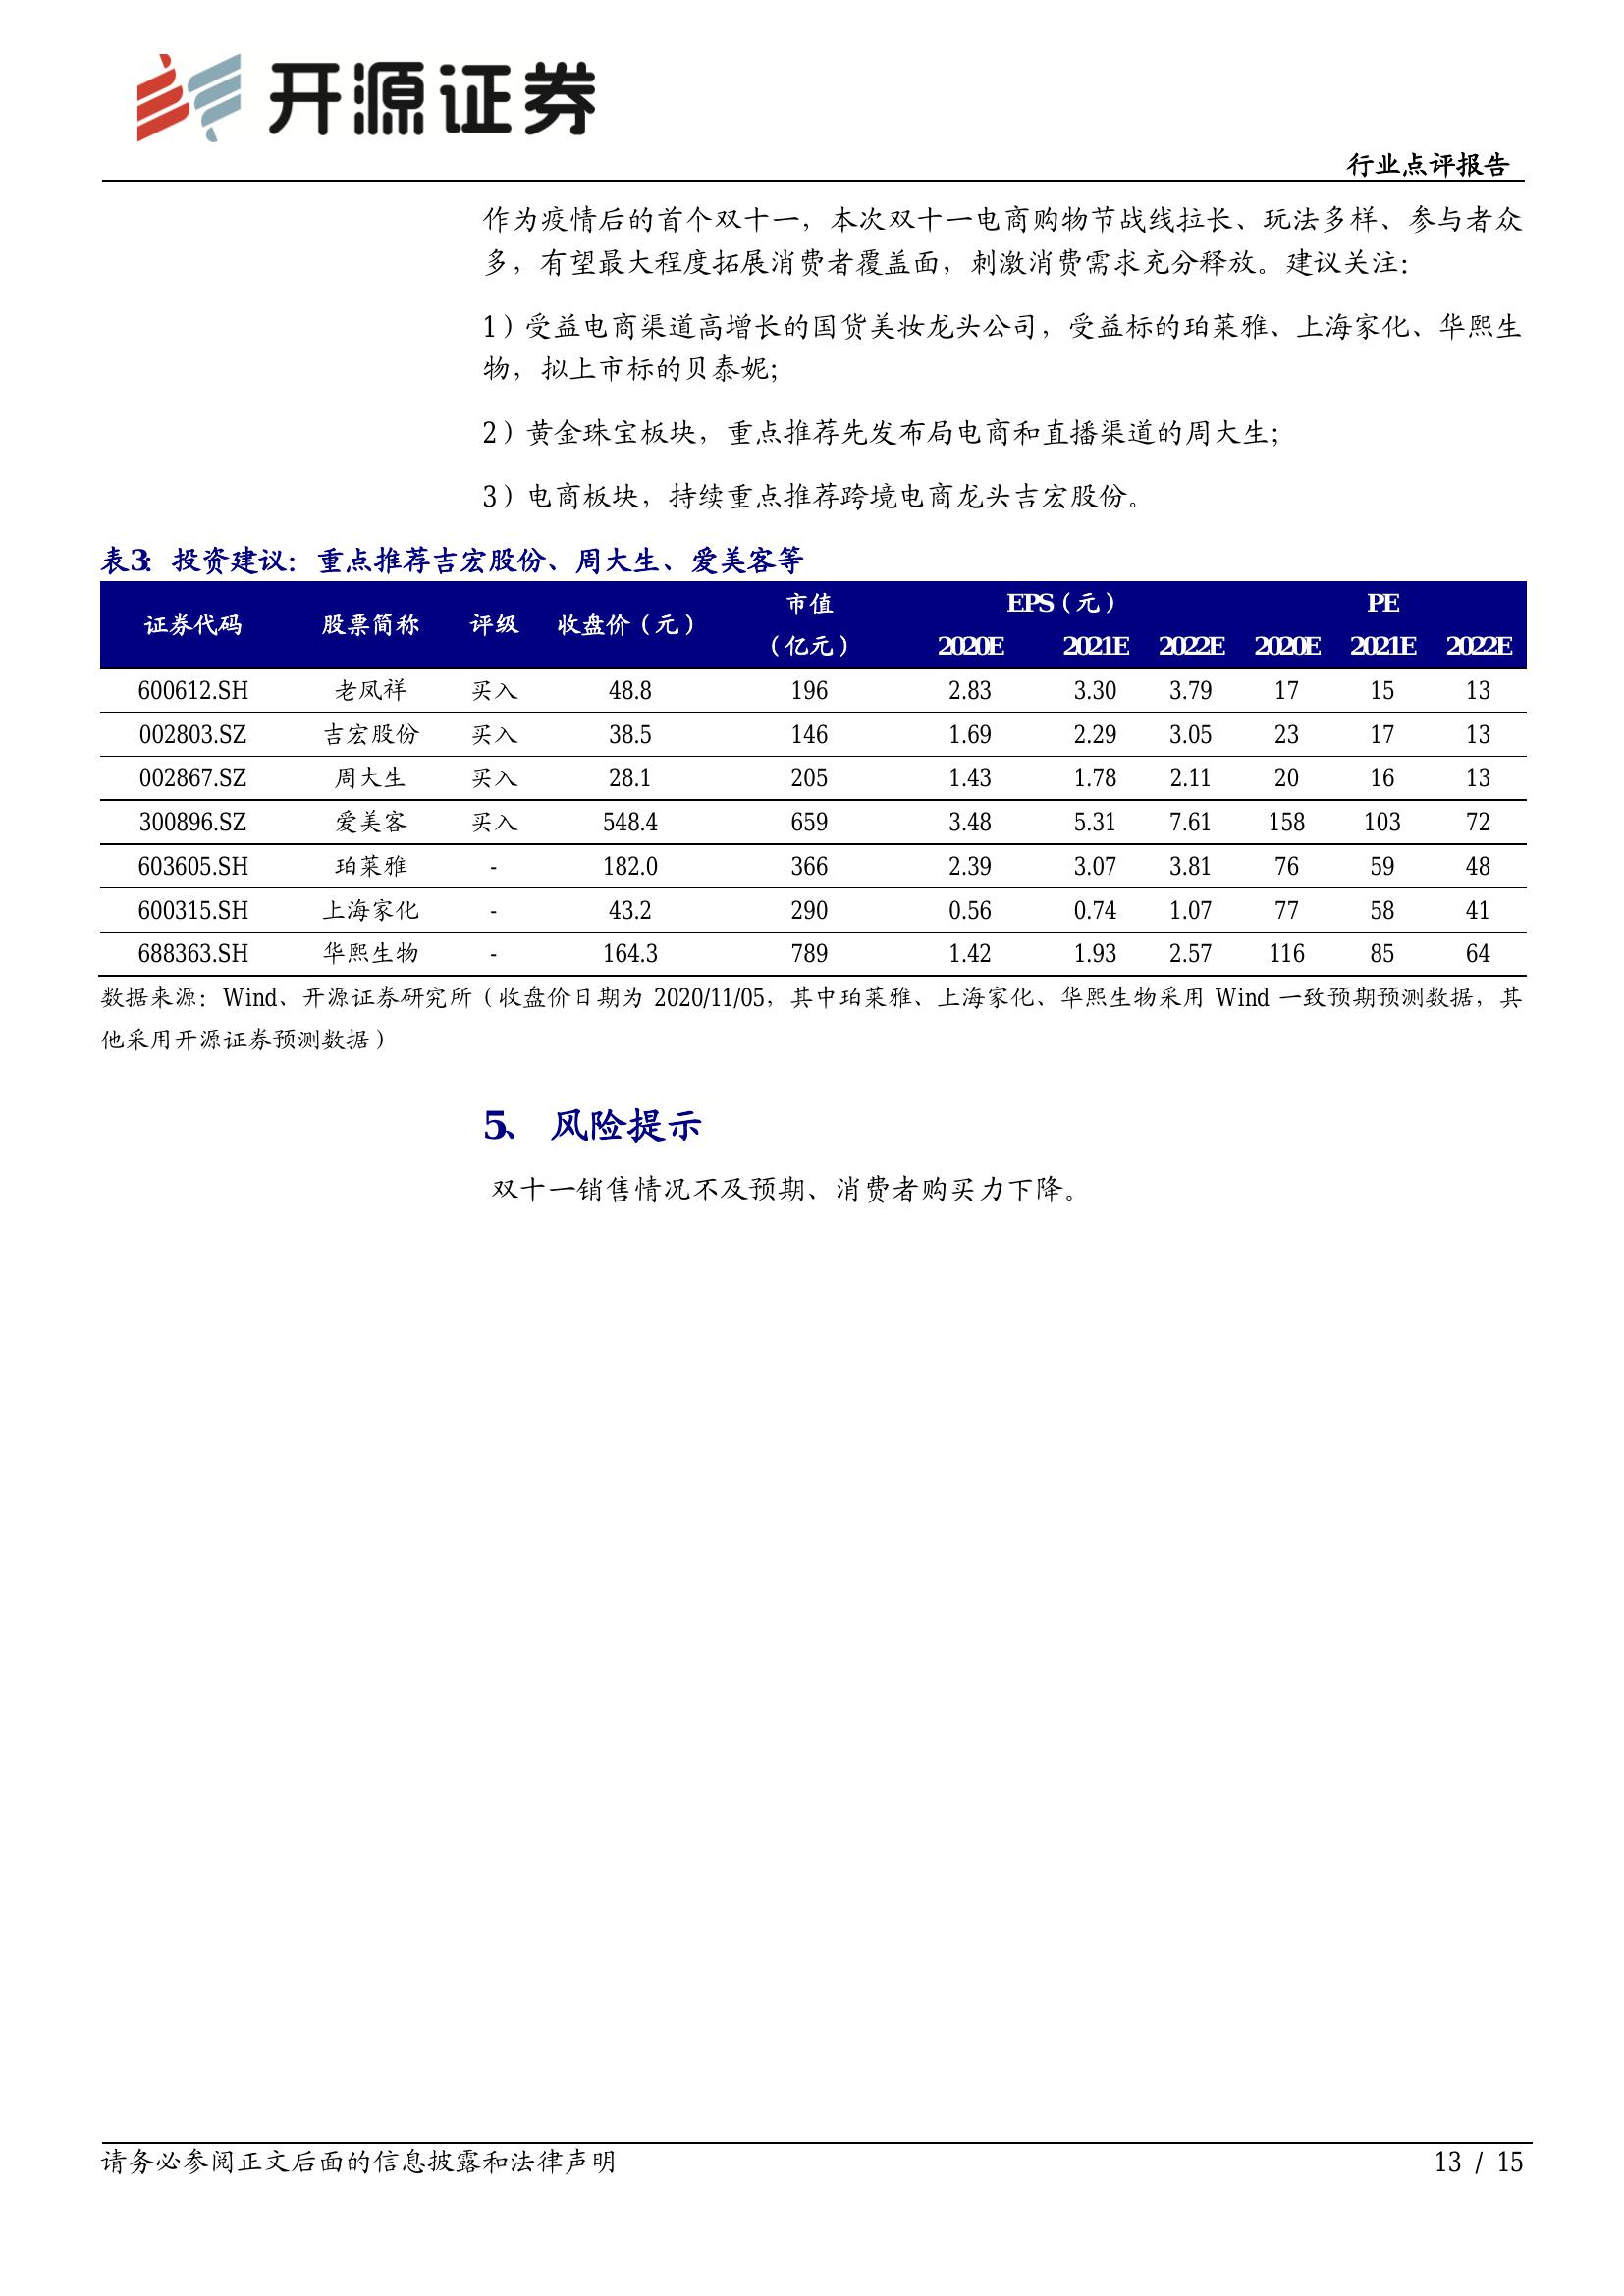 开源证券
行业点评报告
作为疫情后的首个双十一，本次双十一电商购物节战线拉长、玩法多样、参与者众
多，有望最大程度拓展消费者覆盖面，刺激消费需求充分释放。建议关注：
1）受益电商渠道高增长的国货美妆龙头公司，受益标的珀莱雅、上海家化、华熙生
物，拟上市标的贝泰妮；
2）黄金珠宝板块，重点推荐先发布局电商和直播渠道的周大生；
3）电商板块，持续重点推荐跨境电商龙头吉宏股份。
表3：投资建议：重点推荐吉宏股份、周大生、爱美客等
证券代码 股票简称 评级 收盘价（元） 市值（亿元） EPS（元） PE
2020E 2021E 2022E 2020E 2021E 2022E
600612.SH 老凤祥 买入 48.8 196 2.83 3.30 3.79 17 15 13
002803.SZ 吉宏股份 买入 38.5 146 1.69 2.29 3.05 23 17 13
002867.SZ 周大生 买入 28.1 205 1.43 1.78 2.11 20 16 13
300896.SZ 爱美客 买入 548.4 659 3.48 5.31 7.61 158 103 72
603605.SH 珀莱雅 - 182.0 366 2.39 3.07 3.81 76 59 48
600315.SH 上海家化 - 43.2 290 0.56 0.74 1.07 77 58 41
688363.SH 华熙生物 - 164.3 789 1.42 1.93 2.57 116 85 64
数据来源：Wind、开源证券研究所（收盘价日期为 2020/11/05，其中珀莱雅、上海家化、华熙生物采用 Wind 一致预期预测数据，其
他采用开源证券预测数据）
5、 风险提示
双十一销售情况不及预期、消费者购买力下降。
请务必参阅正文后面的信息披露和法律声明
13 / 15